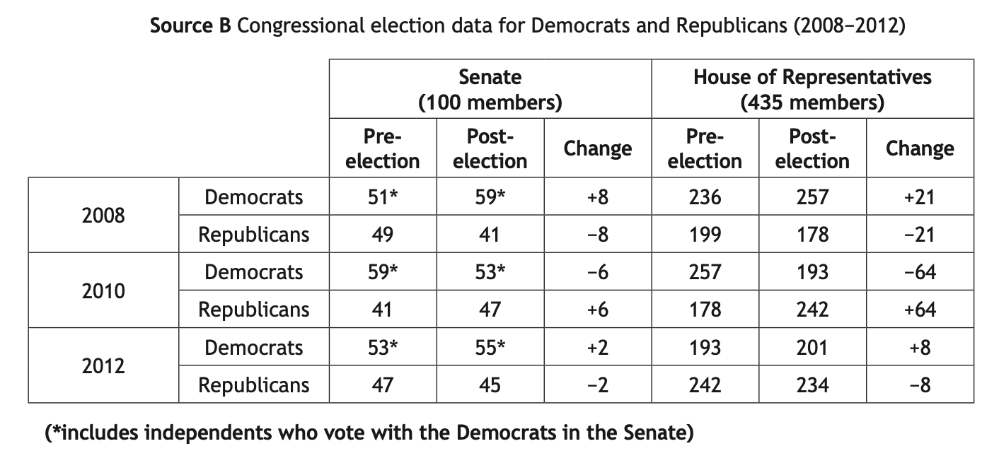 Source B Congressional election data for Democrats and Republicans (2008–2012)
Senate
(100 members)
House of Representatives
(435 members)
Pre-
election
Post-
election
Change
Pre-
election
Post-
election
Change
2008
Democrats 51* 59* +8 236 257 +21
Republicans 49 41 −8 199 178 −21
2010
Democrats 59* 53* −6 257 193 −64
Republicans 41 47 +6 178 242 +64
2012
Democrats 53* 55* +2 193 201 +8
Republicans 47 45 −2 242 234 −8
(*includes independents who vote with the Democrats in the Senate)